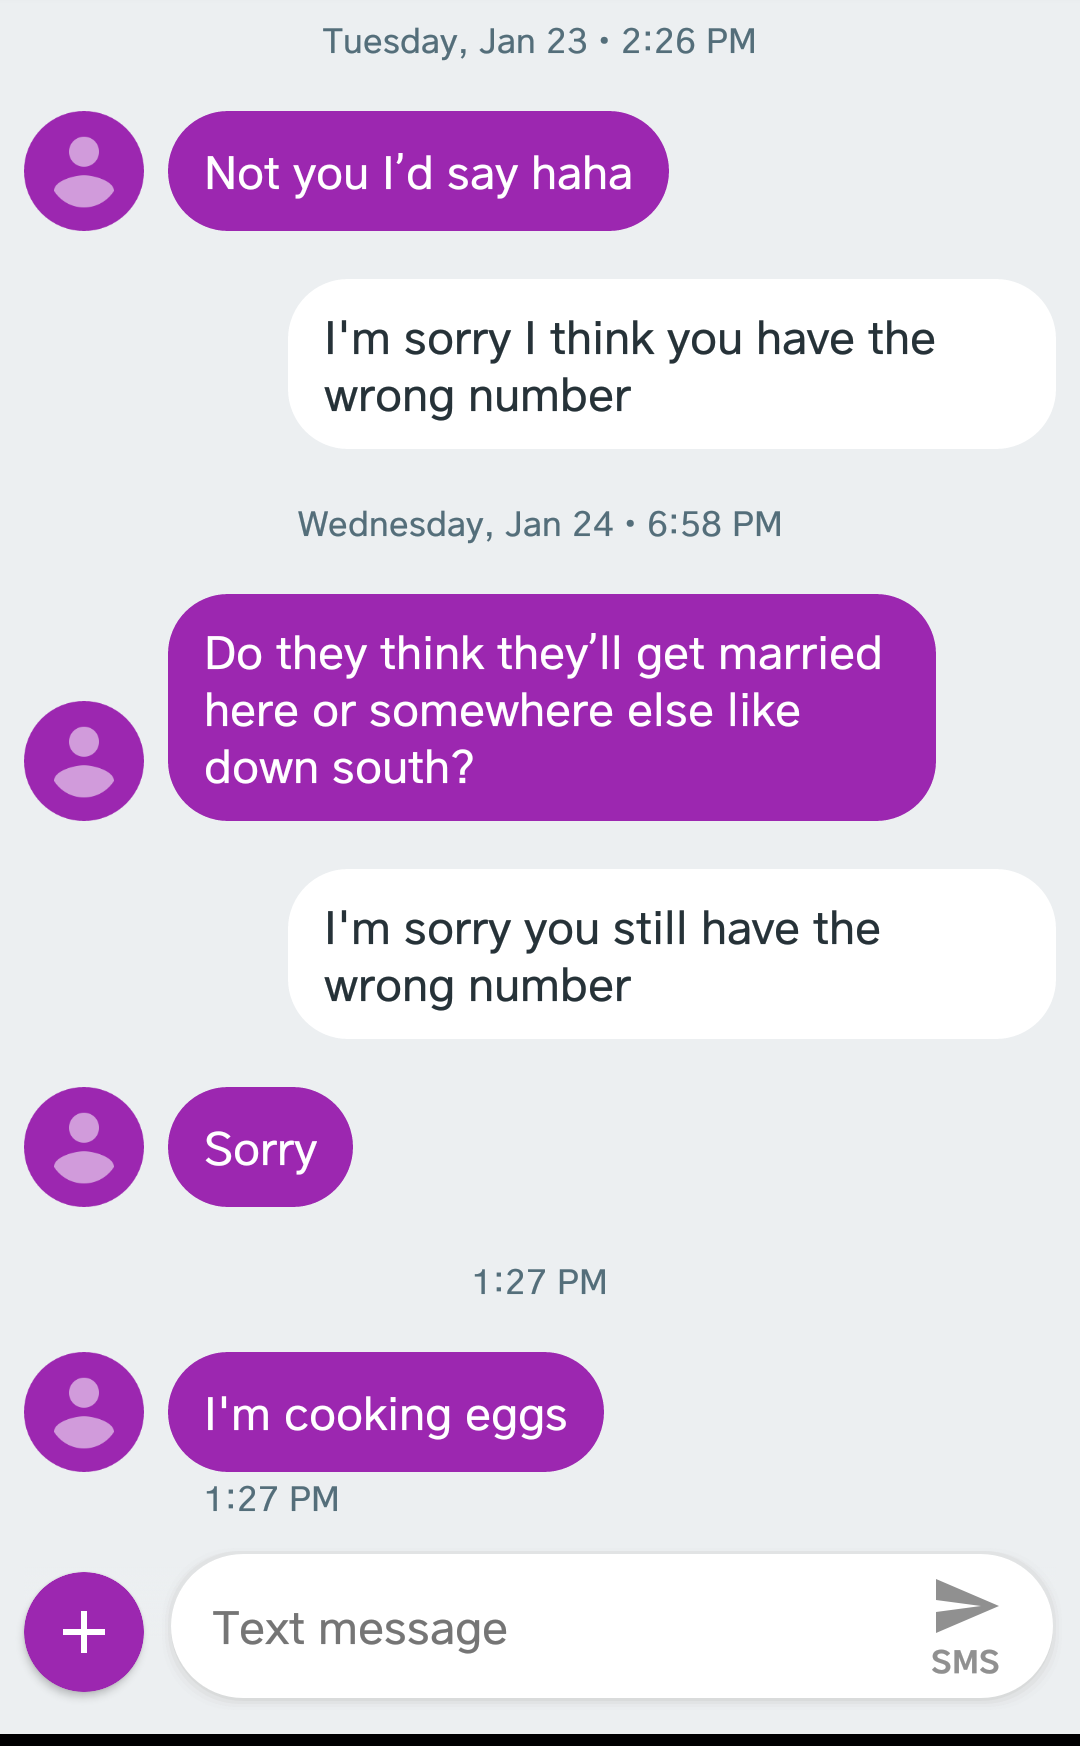 Tuesday, Jan 23 • 2:26 PM
Not you I’d say haha
I'm sorry I think you have the
wrong number
Wednesday, Jan 24 • 6:58 PM
Do they think they’ll get married
here or somewhere else like
down south?
I'm sorry you still have the
wrong number
Sorry
1:27 PM
I'm cooking eggs
1:27 PM
Text message
SMS